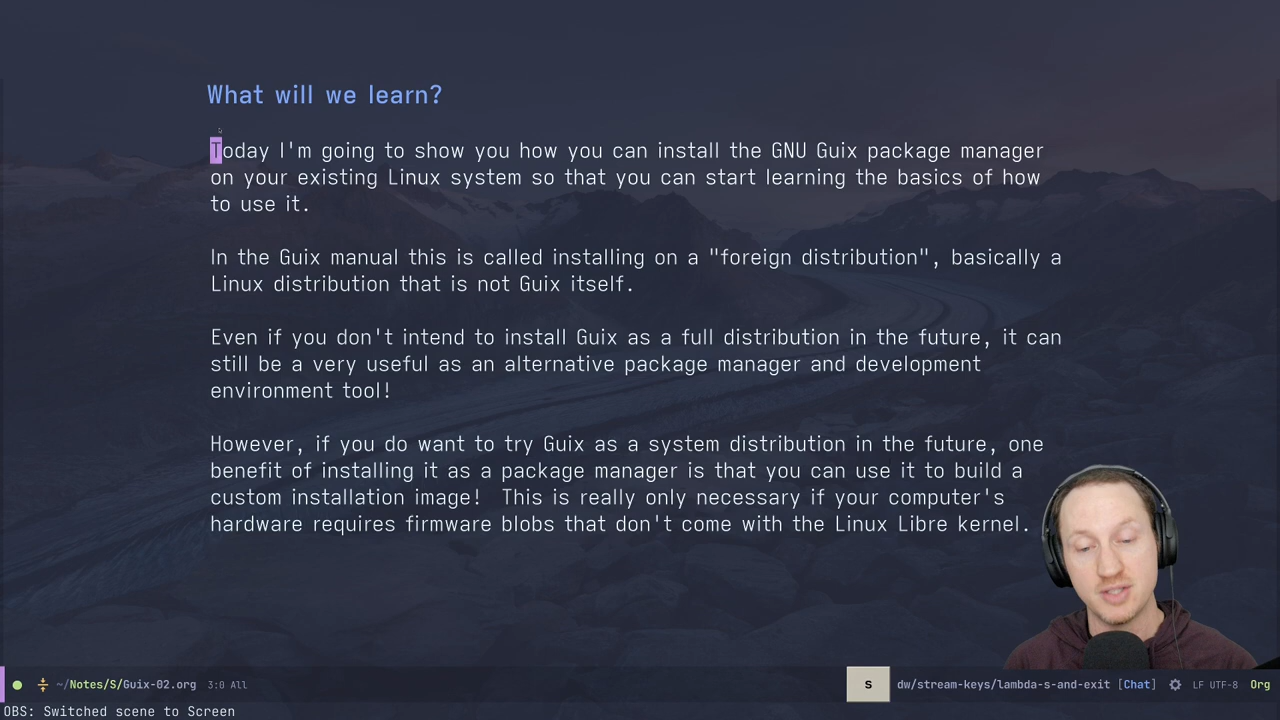 What will we learn?
Today I'm going to show you how you can install the GNU Guix package manager
on your existing Linux system so that you can start learning the basics of how
to use it.
In the Guix manual this is called installing on a "foreign distribution", basically a
Linux distribution that is not Guix itself.
Even if you don't intend to install Guix as a full distribution in the future, it can
still be a very useful as an alternative package manager and development
environment tool!
However, if you do want to try Guix as a system distribution in the future, one
benefit of installing it as a package manager is that you can use it to build a
custom installation image!  This is really only necessary if your computer's
hardware requires firmware blobs that don't come with the Linux Libre kernel.
~/Notes/S/Guix-02.org 3:0 All s dw/stream-keys/lambda-s-and-exit [Chat] LF UTF-8 Org
OBS: Switched scene to Screen